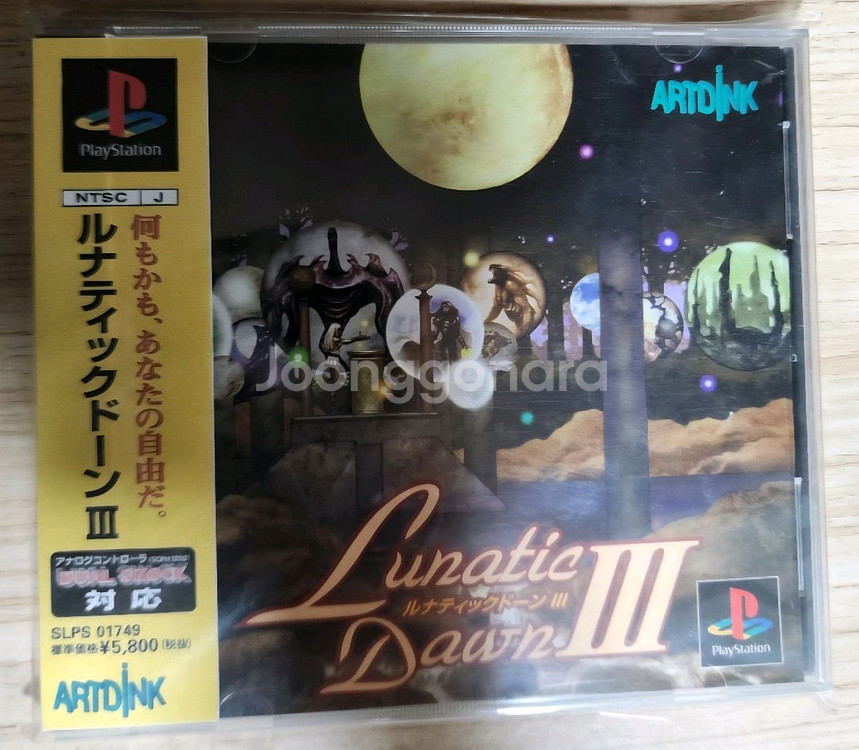 PlayStation
NTSC J
何もかも、あなたの自由だ。
ルナティックドーンIII
アナログコントローラ(SCPH-1200)
DUAL SHOCK
対応
SLPS 01749
標準価格¥5,800(税抜)
ARTDINK
ARTDINK
Joonggonara
Lunatic
ルナティックドーン III
Dawn III
PlayStation